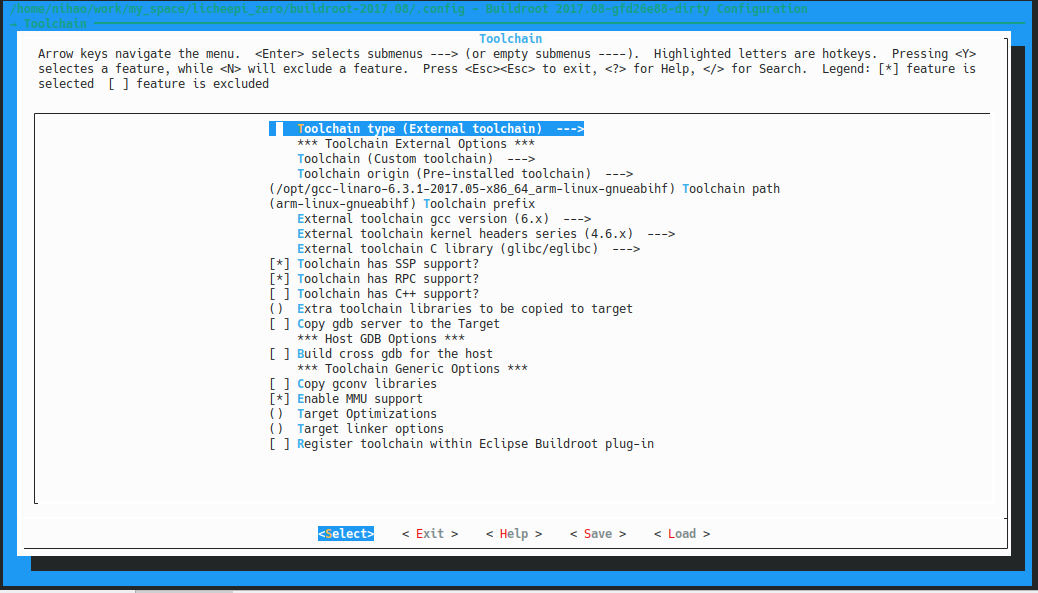 /home/nihao/work/my_space/licheepi_zero/buildroot-2017.08/.config - Buildroot 2017.08-gfd26e08-dirty Configuration
→ Toolchain
Toolchain
Arrow keys navigate the menu.  <Enter> selects submenus ---> (or empty submenus ----).  Highlighted letters are hotkeys.  Pressing <Y>
selectes a feature, while <N> will exclude a feature.  Press <Esc><Esc> to exit, <?> for Help, </> for Search.  Legend: [*] feature is
selected  [ ] feature is excluded
Toolchain type (External toolchain)  --->
*** Toolchain External Options ***
Toolchain (Custom toolchain)  --->
Toolchain origin (Pre-installed toolchain)  --->
(/opt/gcc-linaro-6.3.1-2017.05-x86_64_arm-linux-gnueabihf) Toolchain path
(arm-linux-gnueabihf) Toolchain prefix
External toolchain gcc version (6.x)  --->
External toolchain kernel headers series (4.6.x)  --->
External toolchain C library (glibc/eglibc)  --->
[*] Toolchain has SSP support?
[*] Toolchain has RPC support?
[ ] Toolchain has C++ support?
()  Extra toolchain libraries to be copied to target
[ ] Copy gdb server to the Target
*** Host GDB Options ***
[ ] Build cross gdb for the host
*** Toolchain Generic Options ***
[ ] Copy gconv libraries
[*] Enable MMU support
()  Target Optimizations
()  Target linker options
[ ] Register toolchain within Eclipse Buildroot plug-in
<Select>    < Exit >    < Help >    < Save >    < Load >